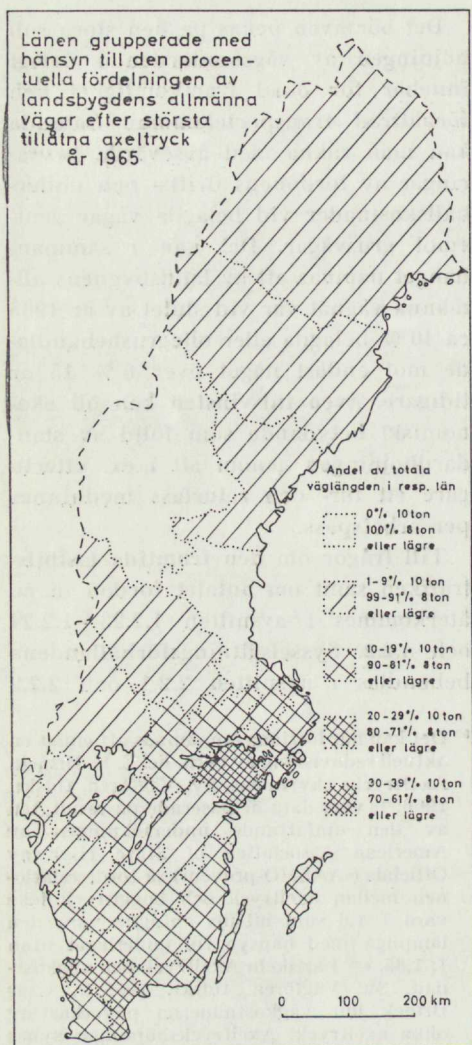 Länen grupperade med
hänsyn till den procen-
tuella fördelningen av
landsbygdens allmänna
vägar efter största
tillåtna axeltryck
år 1965
Andel av totala
väglängden i resp. län
0% 10 ton
100% 8 ton
eller lägre
1-9% 10 ton
99-91% 8 ton
eller lägre
10-19% 10 ton
90-81% 8 ton
eller lägre
20-29% 10 ton
80-71% 8 ton
eller lägre
30-39% 10 ton
70-61% 8 ton
eller lägre
0 100 200 km